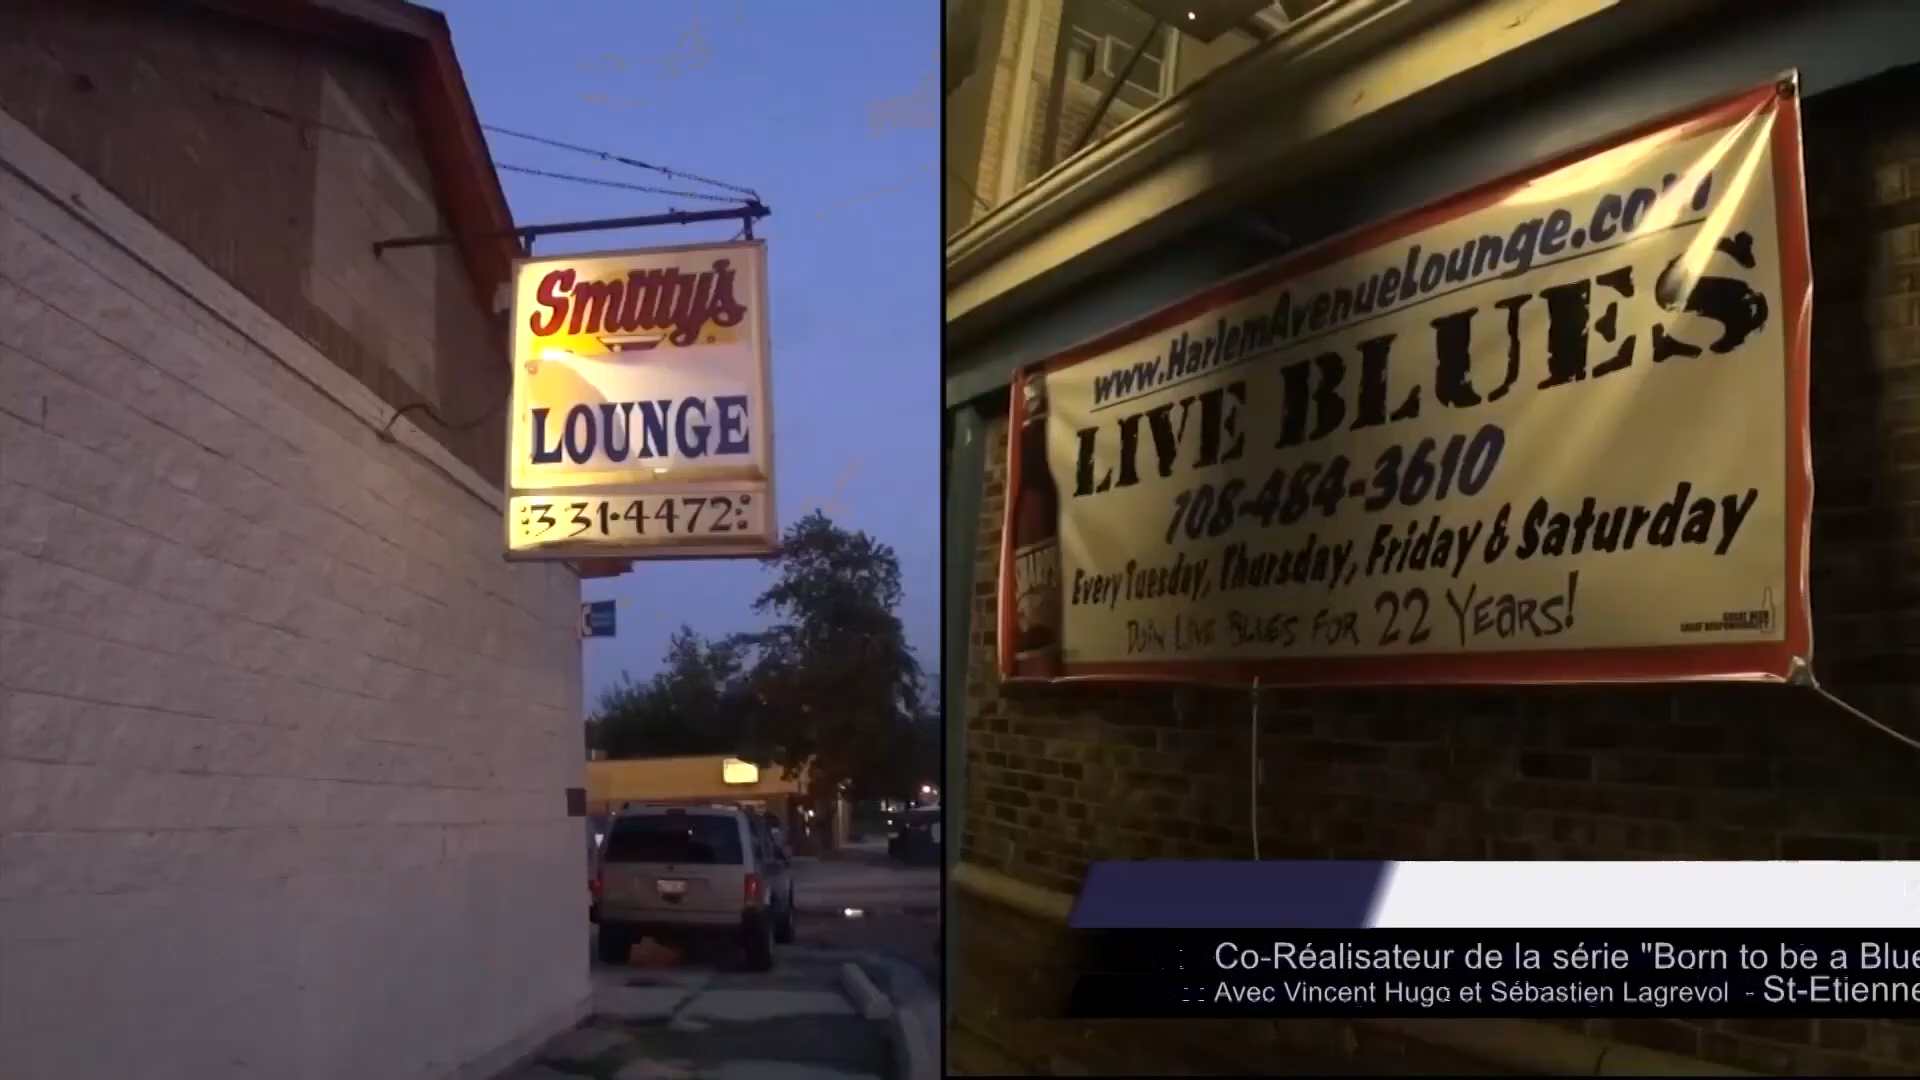 Smitty's
LOUNGE
331-4472
www.HarlemAvenueLounge.com
LIVE BLUES
708-484-3610
Every Tuesday, Thursday, Friday & Saturday
DOIN LIVE BLUES FOR 22 YEARS!
Co-Réalisateur de la série "Born to be a Blue
Avec Vincent Hugo et Sébastien Lagrevol - St-Etienne